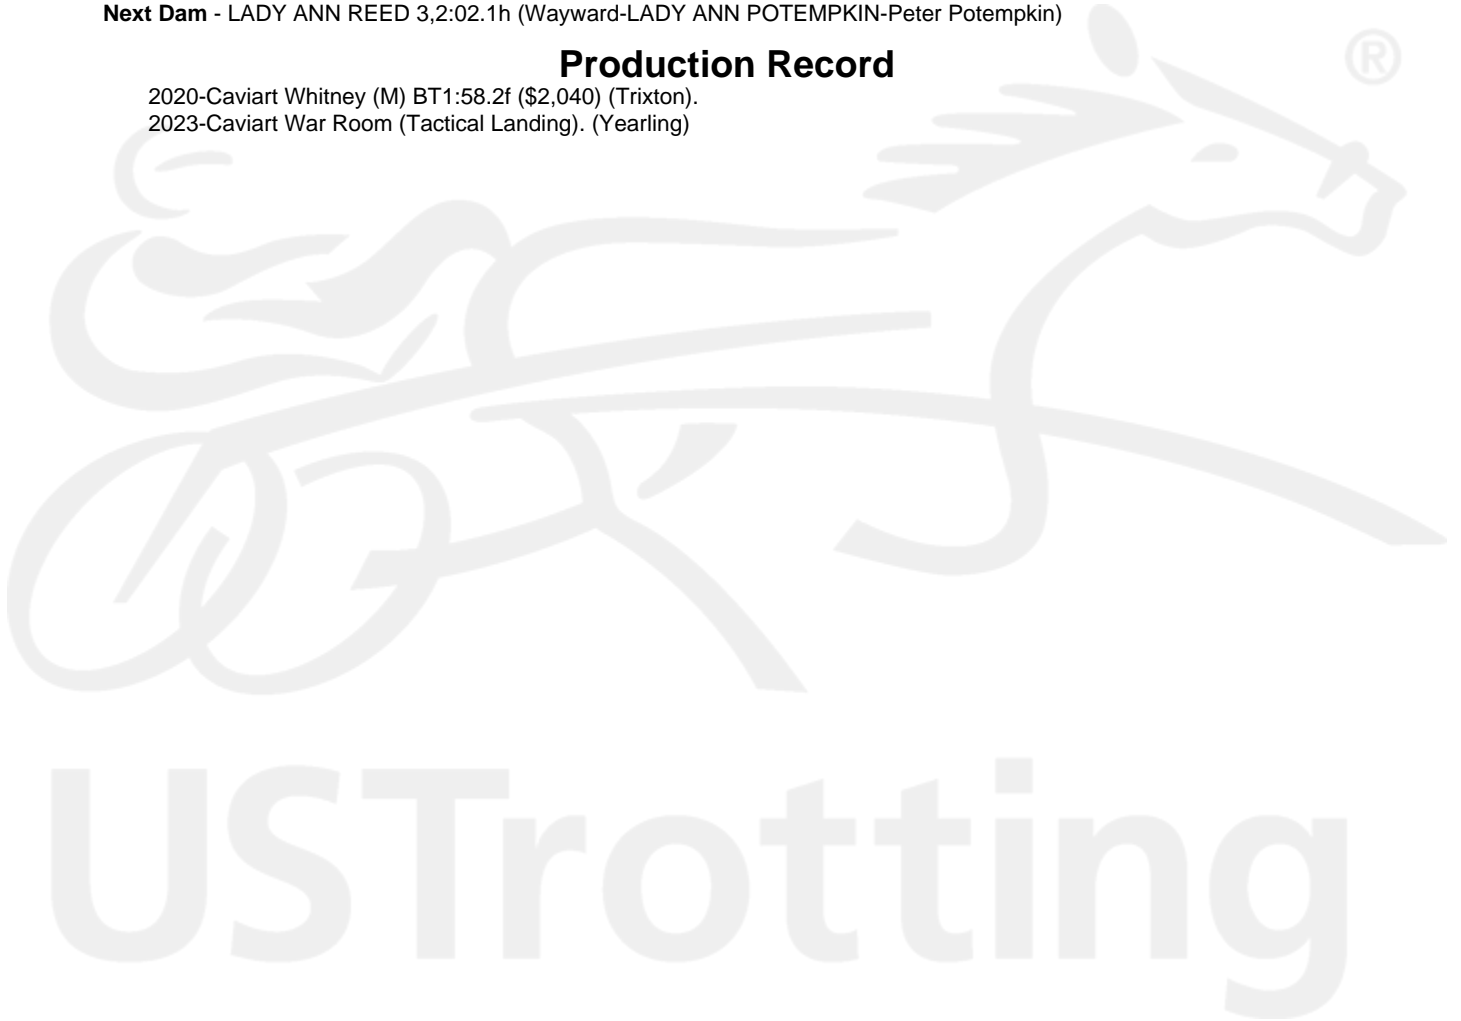 Next Dam - LADY ANN REED 3,2:02.1h (Wayward-LADY ANN POTEMPKIN-Peter Potempkin)
Production Record
2020-Caviart Whitney (M) BT1:58.2f ($2,040) (Trixton).
2023-Caviart War Room (Tactical Landing). (Yearling)
®
USTrotting